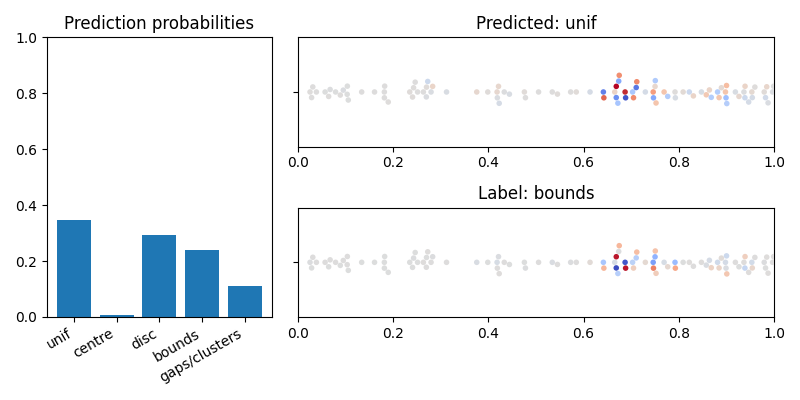 Prediction probabilities
1.0
0.8
0.6
0.4
0.2
0.0
unif
centre
disc
bounds
gaps/clusters
Predicted: unif
0.0 0.2 0.4 0.6 0.8 1.0
Label: bounds
0.0 0.2 0.4 0.6 0.8 1.0